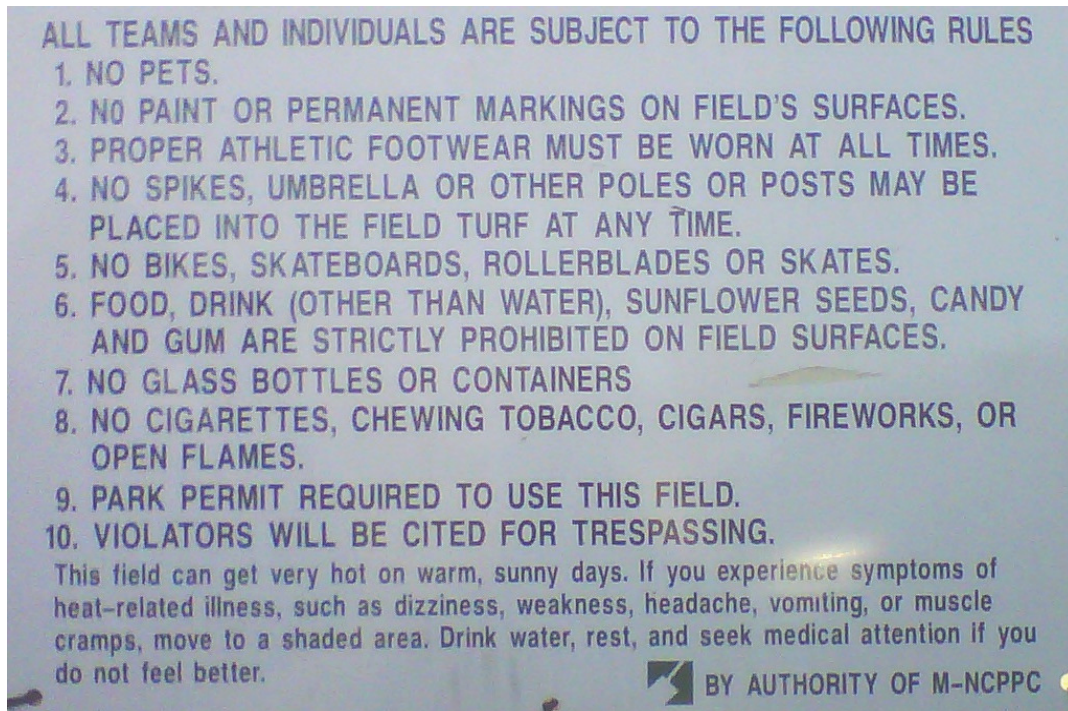 ALL TEAMS AND INDIVIDUALS ARE SUBJECT TO THE FOLLOWING RULES
1. NO PETS.
2. NO PAINT OR PERMANENT MARKINGS ON FIELD'S SURFACES.
3. PROPER ATHLETIC FOOTWEAR MUST BE WORN AT ALL TIMES.
4. NO SPIKES, UMBRELLA OR OTHER POLES OR POSTS MAY BE
PLACED INTO THE FIELD TURF AT ANY TIME.
5. NO BIKES, SKATEBOARDS, ROLLERBLADES OR SKATES.
6. FOOD, DRINK (OTHER THAN WATER), SUNFLOWER SEEDS, CANDY
AND GUM ARE STRICTLY PROHIBITED ON FIELD SURFACES.
7. NO GLASS BOTTLES OR CONTAINERS
8. NO CIGARETTES, CHEWING TOBACCO, CIGARS, FIREWORKS, OR
OPEN FLAMES.
9. PARK PERMIT REQUIRED TO USE THIS FIELD.
10. VIOLATORS WILL BE CITED FOR TRESPASSING.
This field can get very hot on warm, sunny days. If you experience symptoms of
heat-related illness, such as dizziness, weakness, headache, vomiting, or muscle
cramps, move to a shaded area. Drink water, rest, and seek medical attention if you
do not feel better.
BY AUTHORITY OF M-NCPPC